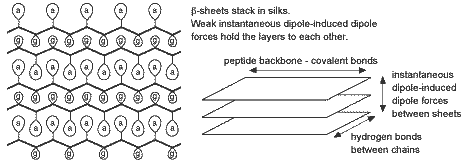 a a a a a
g g g g g g g g g
a a a a a a a a a
g g g g g g g g g
a a a a a a a a a
g g g g
β-sheets stack in silks.
Weak instantaneous dipole-induced dipole
forces hold the layers to each other.
peptide backbone - covalent bonds
instantaneous
dipole-induced
dipole forces
between sheets
hydrogen bonds
between chains